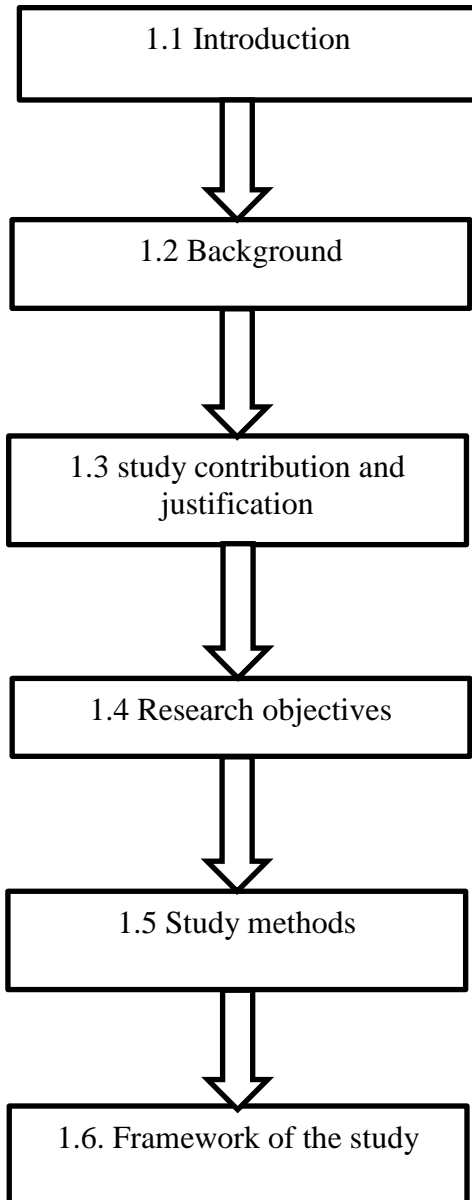 1.1 Introduction
1.2 Background
1.3 study contribution and
justification
1.4 Research objectives
1.5 Study methods
1.6. Framework of the study